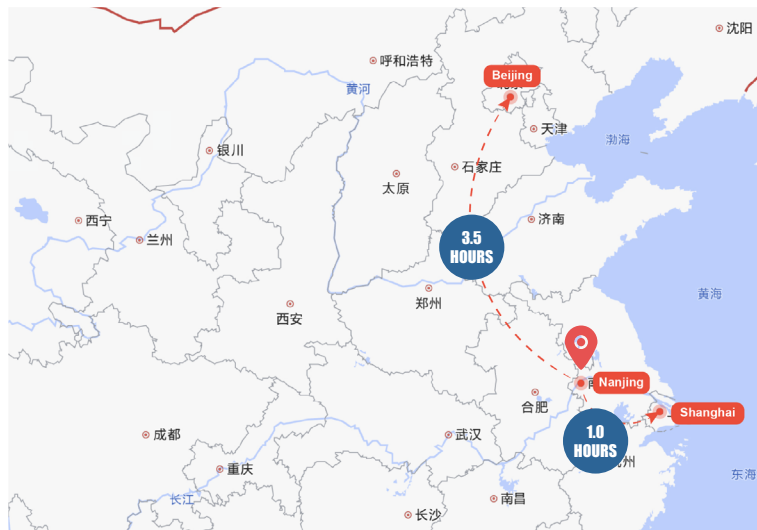 沈阳
呼和浩特
Beijing
黄河
天津
渤海
银川
石家庄
太原
西宁
济南
兰州
3.5
HOURS
黄海
郑州
西安
Nanjing
合肥
Shanghai
成都
武汉
1.0
HOURS
州
重庆
东海
长江
南昌
长沙